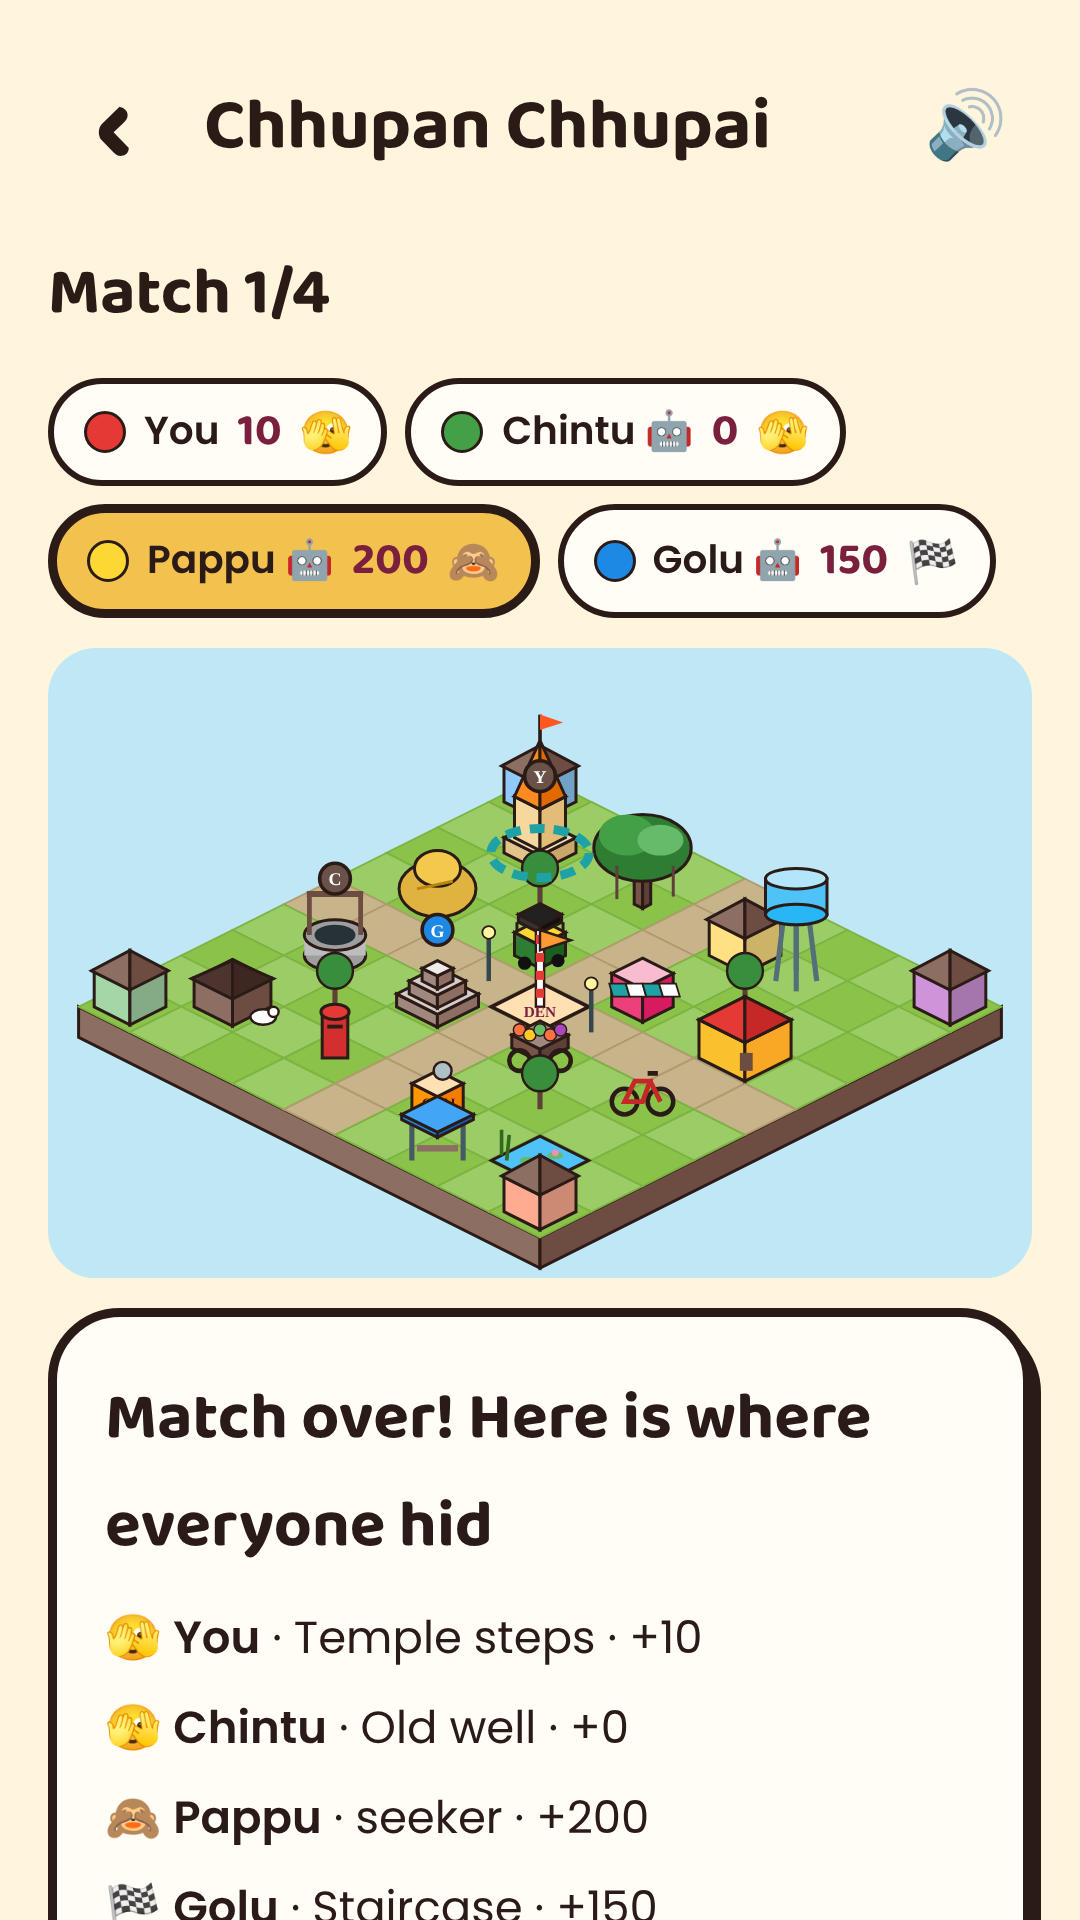 Chhupan Chhupai
Match 1/4
You 10
Chintu 0
Pappu 200
Golu 150
Y
C
G
DEN
Match over! Here is where
everyone hid
You · Temple steps · +10
Chintu · Old well · +0
Pappu · seeker · +200
Golu · Staircase · +150